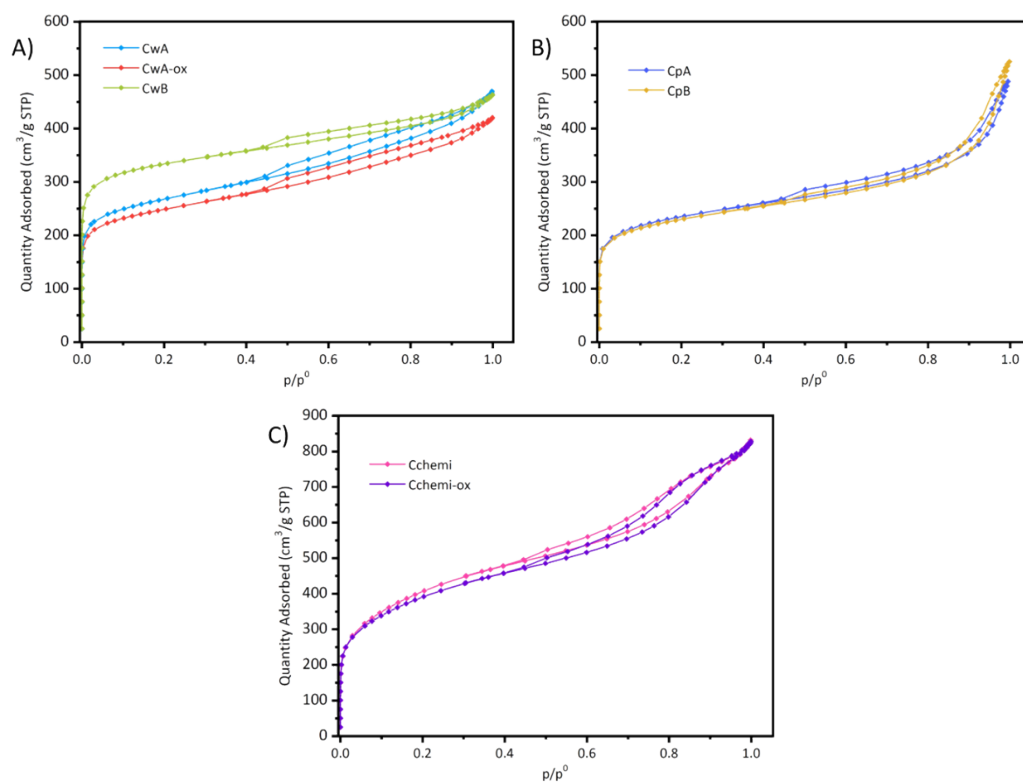 A)
CwA
CwA-ox
CwB
Quantity Adsorbed (cm³/g STP)
600
500
400
300
200
100
0
0.0 0.2 0.4 0.6 0.8 1.0
p/p⁰
B)
CpA
CpB
Quantity Adsorbed (cm³/g STP)
600
500
400
300
200
100
0
0.0 0.2 0.4 0.6 0.8 1.0
p/p⁰
C)
Cchemi
Cchemi-ox
Quantity Adsorbed (cm³/g STP)
900
800
700
600
500
400
300
200
100
0
0.0 0.2 0.4 0.6 0.8 1.0
p/p⁰